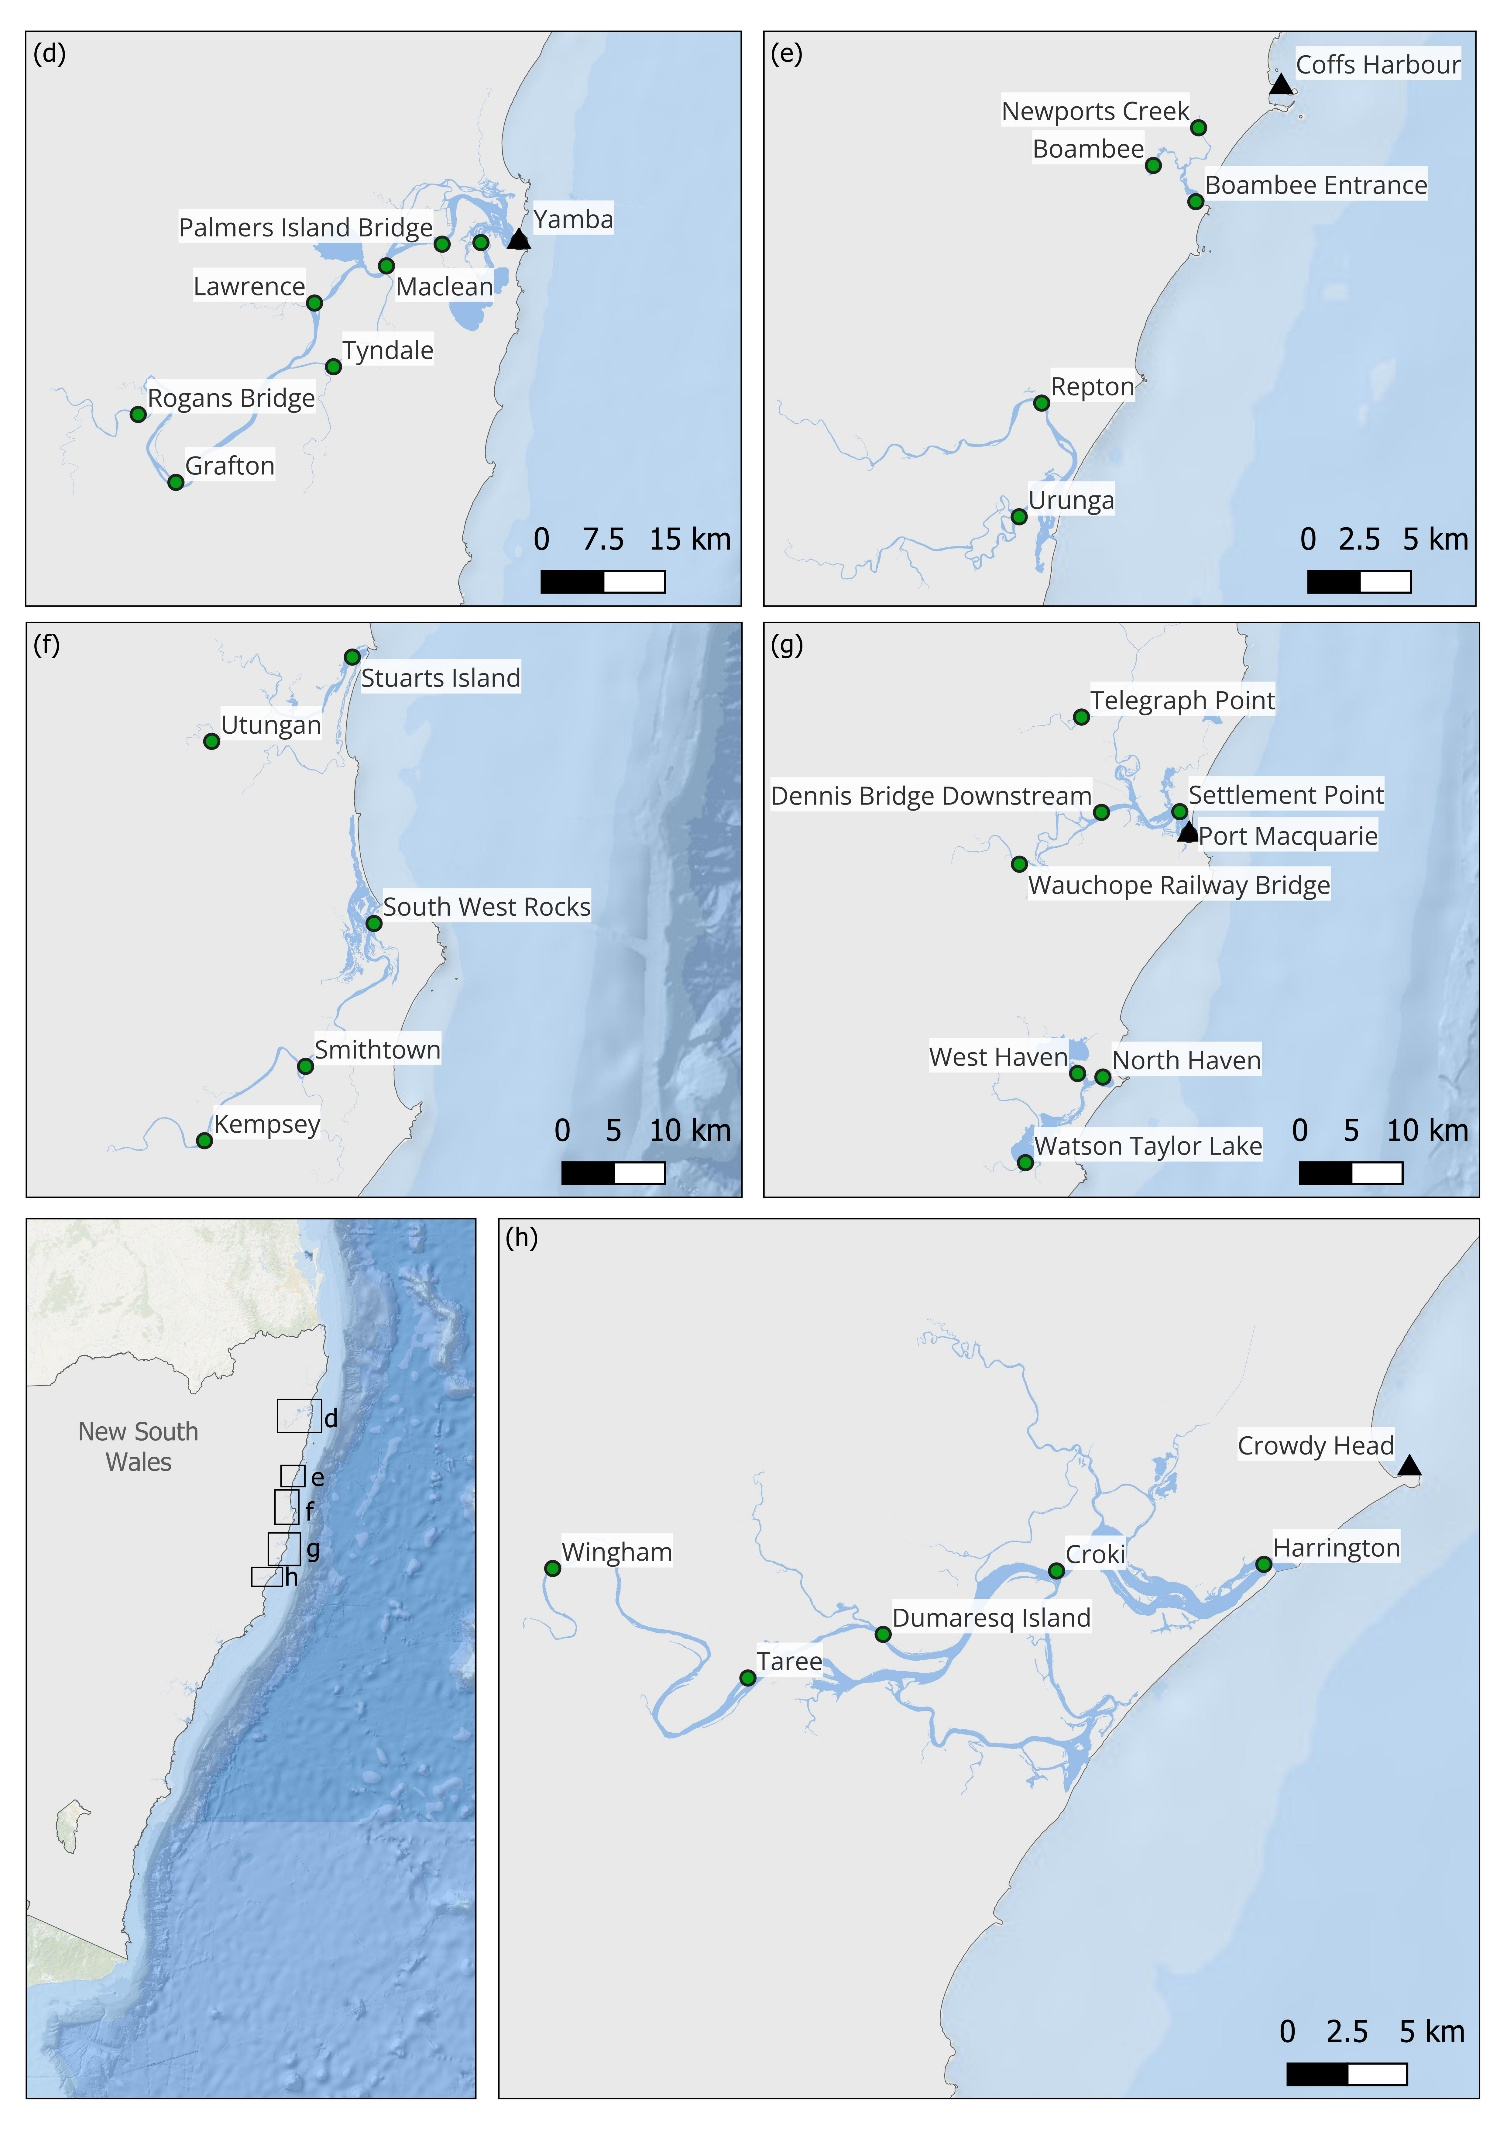 (d)
Yamba
Palmers Island Bridge
Maclean
Lawrence
Tyndale
Rogans Bridge
Grafton
0 7.5 15 km
(e)
Coffs Harbour
Newports Creek
Boambee
Boambee Entrance
Repton
Urunga
0 2.5 5 km
(f)
Stuarts Island
Utungan
South West Rocks
Smithtown
Kempsey
0 5 10 km
(g)
Telegraph Point
Dennis Bridge Downstream
Settlement Point
Port Macquarie
Wauchope Railway Bridge
West Haven
North Haven
Watson Taylor Lake
0 5 10 km
New South
Wales
d
e
f
g
h
(h)
Crowdy Head
Wingham
Croki
Harrington
Dumaresq Island
Taree
0 2.5 5 km